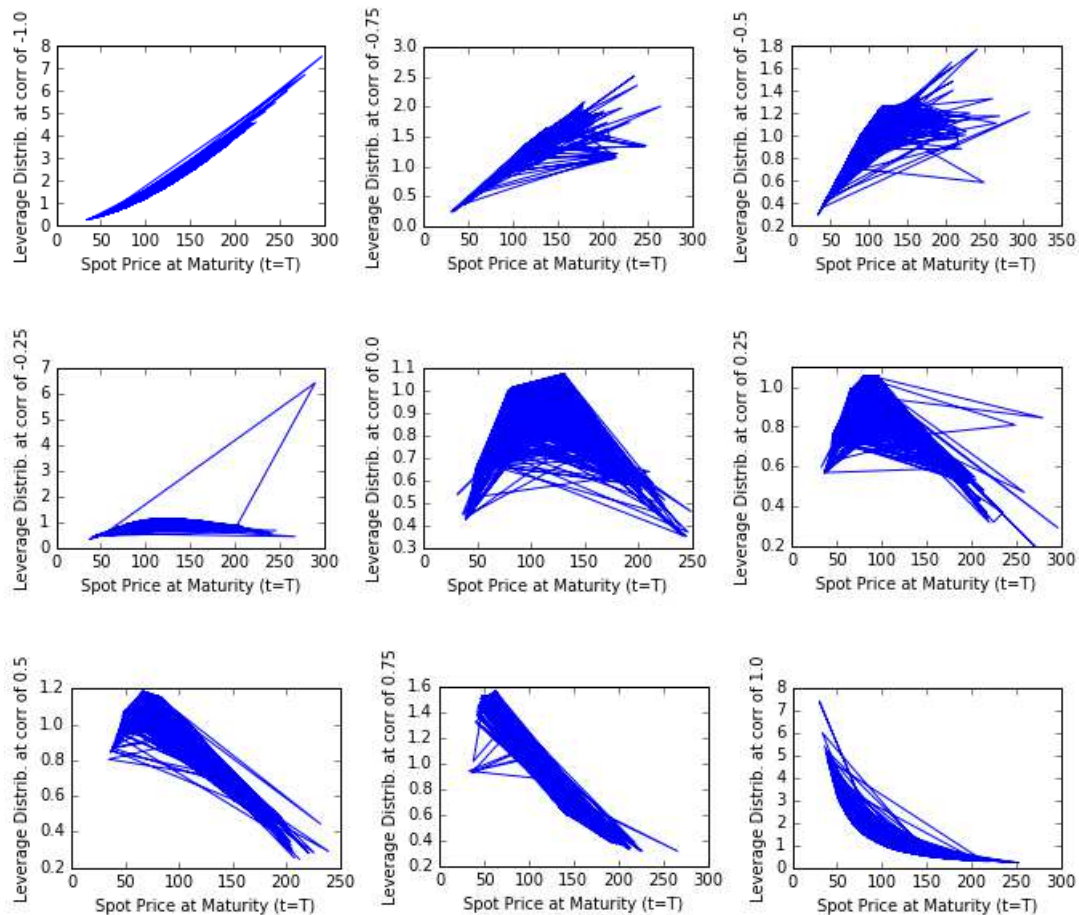 Leverage Distrib. at corr of -1.0
8
7
6
5
4
3
2
1
0
0 50 100 150 200 250 300
Spot Price at Maturity (t=T)
Leverage Distrib. at corr of -0.75
3.0
2.5
2.0
1.5
1.0
0.5
0.0
0 50 100 150 200 250 300
Spot Price at Maturity (t=T)
Leverage Distrib. at corr of -0.5
1.8
1.6
1.4
1.2
1.0
0.8
0.6
0.4
0.2
0 50 100 150 200 250 300 350
Spot Price at Maturity (t=T)
Leverage Distrib. at corr of -0.25
7
6
5
4
3
2
1
0
0 50 100 150 200 250 300
Spot Price at Maturity (t=T)
Leverage Distrib. at corr of 0.0
1.1
1.0
0.9
0.8
0.7
0.6
0.5
0.4
0.3
0 50 100 150 200 250
Spot Price at Maturity (t=T)
Leverage Distrib. at corr of 0.25
1.0
0.8
0.6
0.4
0.2
0 50 100 150 200 250 300
Spot Price at Maturity (t=T)
Leverage Distrib. at corr of 0.5
1.2
1.0
0.8
0.6
0.4
0.2
0 50 100 150 200 250
Spot Price at Maturity (t=T)
Leverage Distrib. at corr of 0.75
1.6
1.4
1.2
1.0
0.8
0.6
0.4
0.2
0 50 100 150 200 250 300
Spot Price at Maturity (t=T)
Leverage Distrib. at corr of 1.0
8
7
6
5
4
3
2
1
0
0 50 100 150 200 250 300
Spot Price at Maturity (t=T)